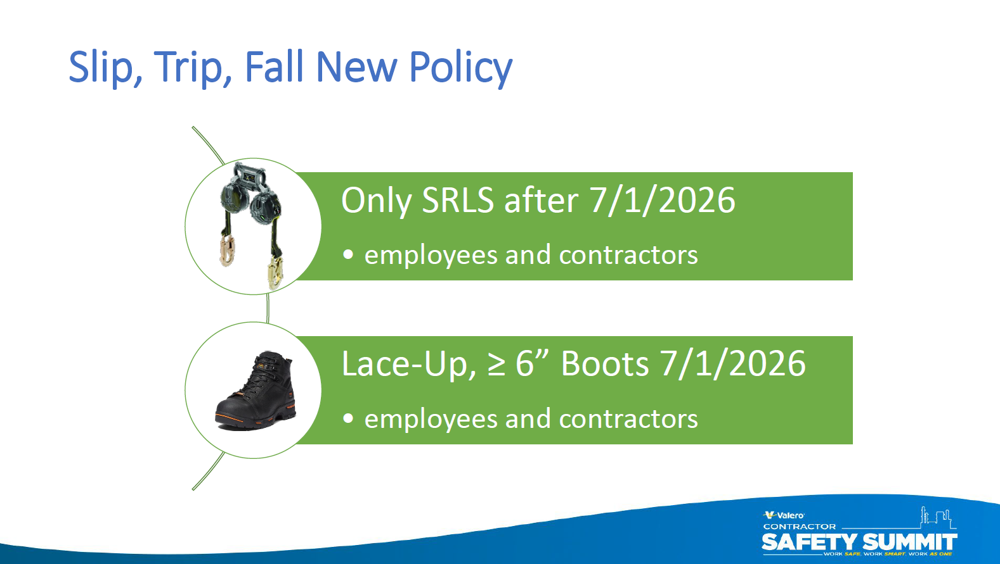 Slip, Trip, Fall New Policy
Only SRLS after 7/1/2026
• employees and contractors
Lace-Up, ≥ 6” Boots 7/1/2026
• employees and contractors
Valero
CONTRACTOR
SAFETY SUMMIT
WORK SAFE. WORK SMART. WORK AS ONE